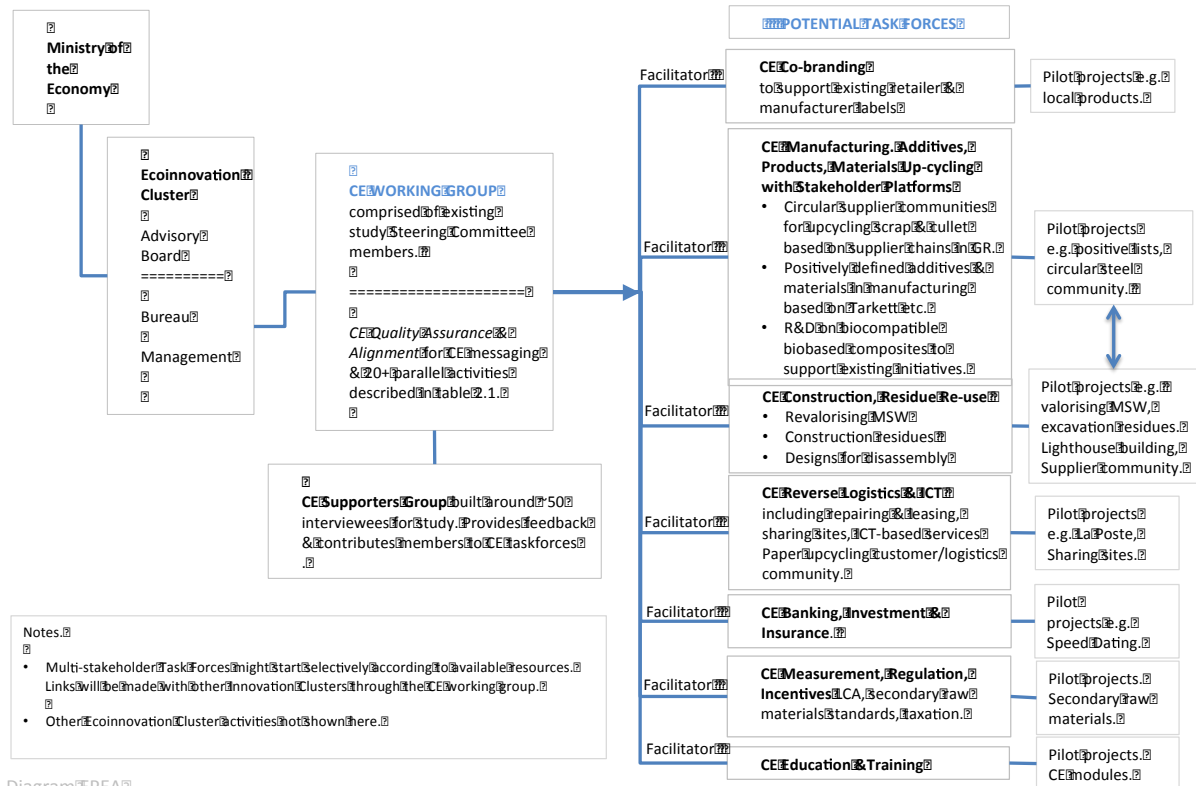 Ministry of
the
Economy
Ecoinnovation
Cluster
Advisory
Board
==========
Bureau
Management
CE WORKING GROUP
comprised of existing
study Steering Committee
members.
====================
CE Quality Assurance &
Alignment for CE messaging
& 20+ parallel activities
described in table 2.1.
CE Supporters Group built around ~50
interviewees for study. Provides feedback
& contributes members to CE taskforces
.
Notes.
• Multi-stakeholder Task Forces might start selectively according to available resources.
Links will be made with other Innovation Clusters through the CE working group.
• Other Ecoinnovation Cluster activities not shown here.
Diagram EPEA
POTENTIAL TASK FORCES
Facilitator
CE Co-branding
to support existing retailer &
manufacturer labels
Pilot projects e.g.
local products.
Facilitator
CE Manufacturing. Additives,
Products, Materials Up-cycling
with Stakeholder Platforms
• Circular supplier communities
for upcycling scrap & cullet
based on supplier chains in GR.
• Positively defined additives &
materials in manufacturing
based on Tarkett etc.
• R&D on biocompatible
biobased composites to
support existing initiatives.
Pilot projects
e.g. positive lists,
circular steel
community.
Facilitator
CE Construction, Residue Re-use
• Revalorising MSW
• Construction residues
• Designs for disassembly
Pilot projects e.g.
valorising MSW,
excavation residues.
Lighthouse building,
Supplier community.
Facilitator
CE Reverse Logistics & ICT
including repairing & leasing,
sharing sites, ICT-based services
Paper upcycling customer/logistics
community.
Pilot projects
e.g. La Poste,
Sharing sites.
Facilitator
CE Banking, Investment &
Insurance.
Pilot
projects e.g.
Speed Dating.
Facilitator
CE Measurement, Regulation,
Incentives LCA, secondary raw
materials standards, taxation.
Pilot projects.
Secondary raw
materials.
Facilitator
CE Education & Training
Pilot projects.
CE modules.